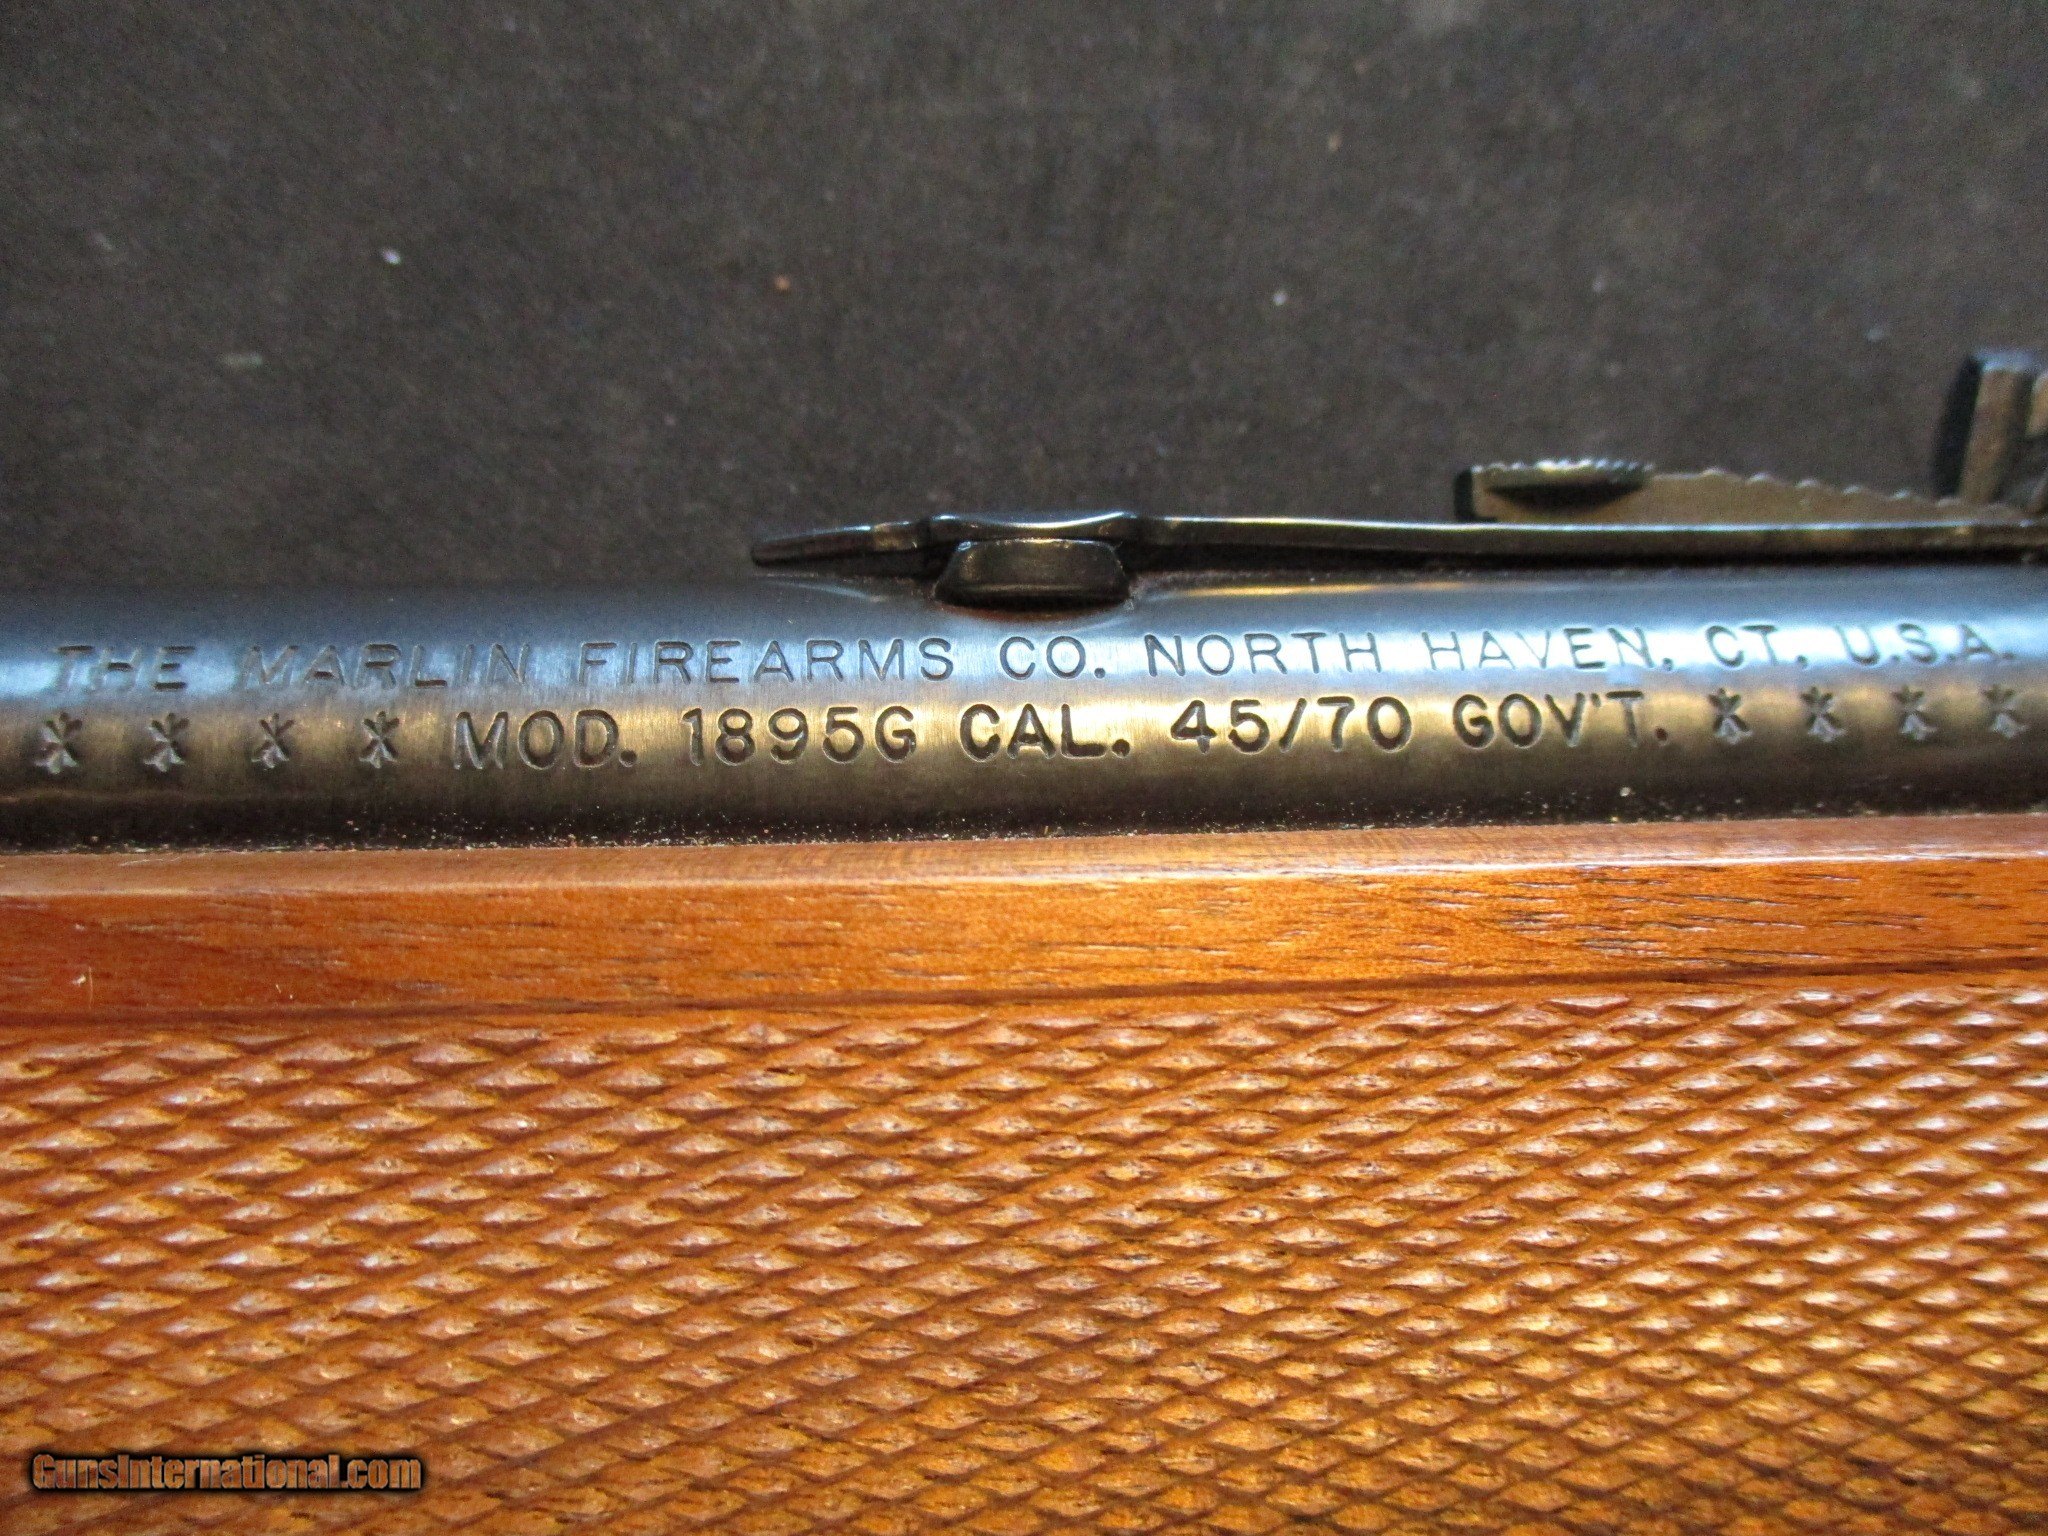 THE MARLIN FIREARMS CO. NORTH HAVEN, CT. U.S.A.
**** MOD. 1895G CAL. 45/70 GOV'T. ****
GunsInternational.com